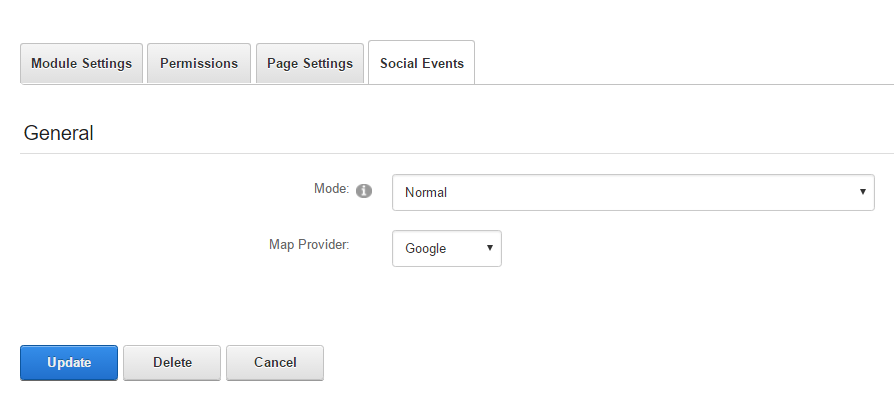 Module Settings Permissions Page Settings Social Events
General
Mode: Normal
Map Provider: Google
Update Delete Cancel